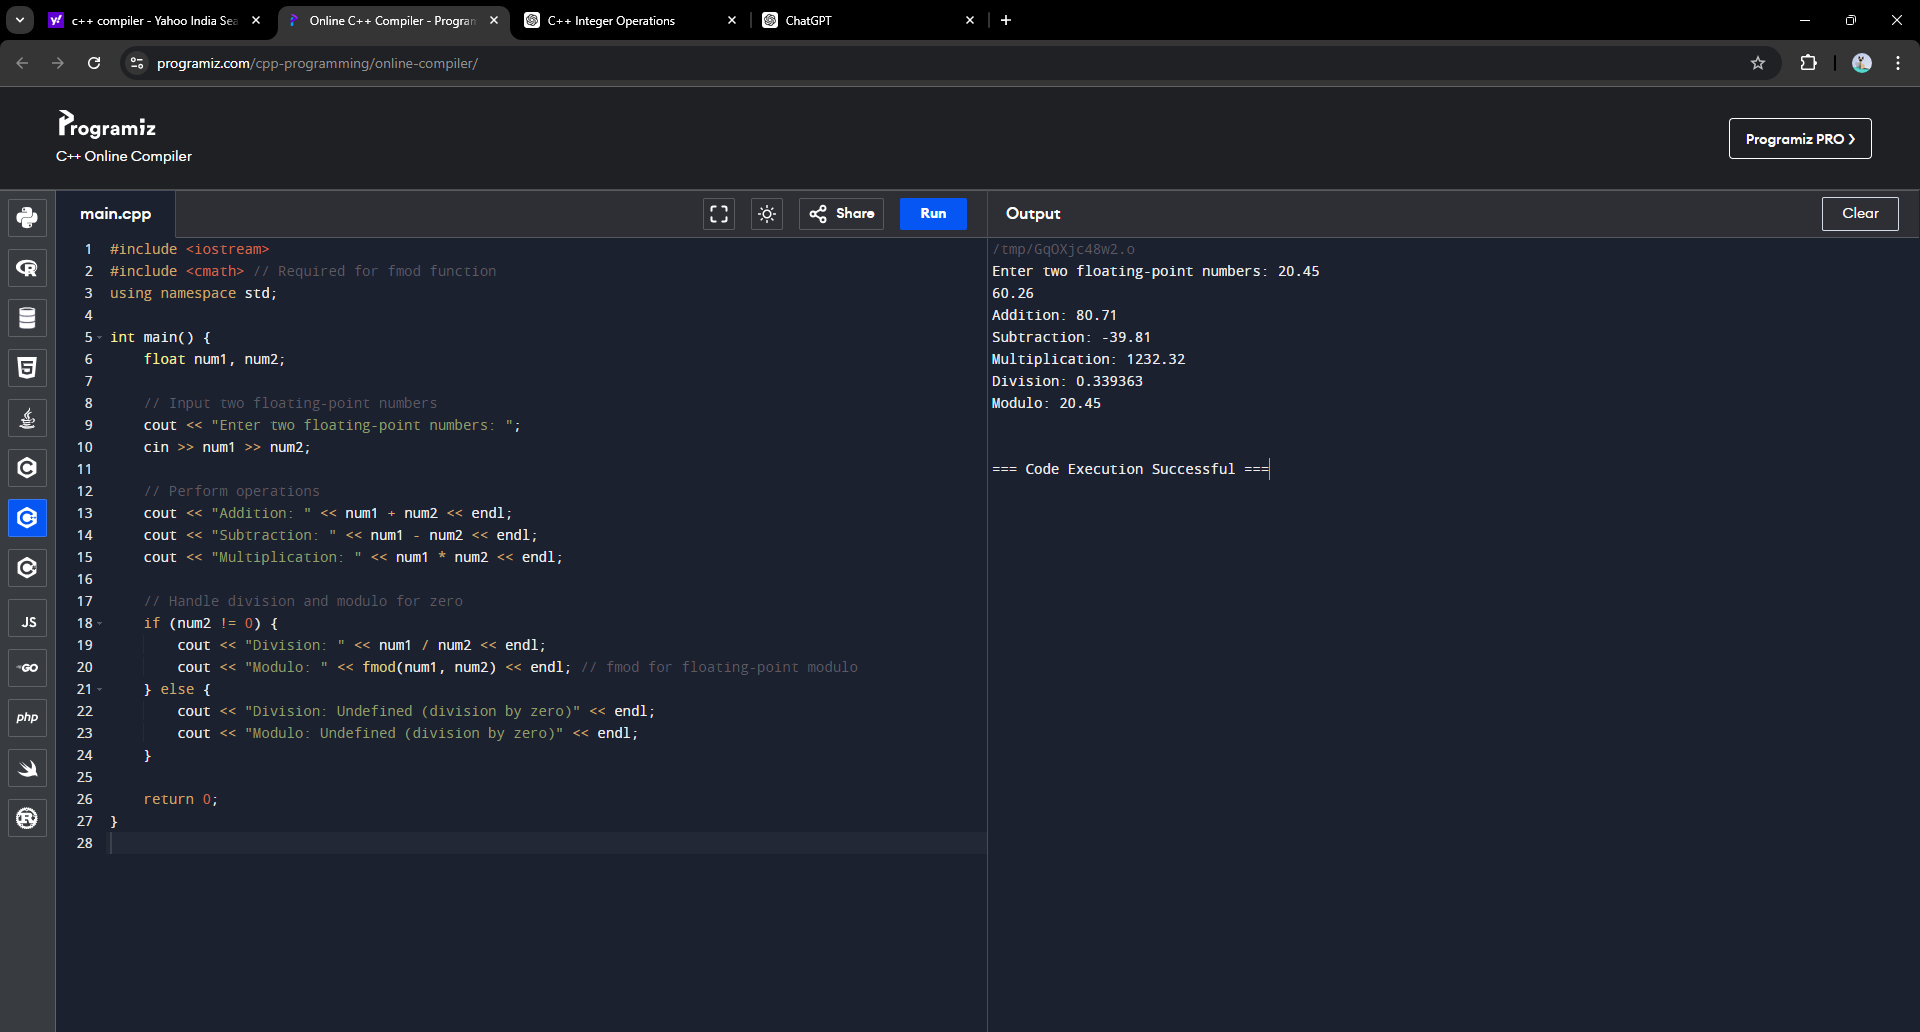 c++ compiler - Yahoo India Sea
Online C++ Compiler - Program
C++ Integer Operations
ChatGPT
programiz.com/cpp-programming/online-compiler/
Programiz
C++ Online Compiler
Programiz PRO ❯
main.cpp
Share
Run
Output
Clear
1 #include <iostream>
2 #include <cmath> // Required for fmod function
3 using namespace std;
4
5 int main() {
6     float num1, num2;
7
8     // Input two floating-point numbers
9     cout << "Enter two floating-point numbers: ";
10     cin >> num1 >> num2;
11
12     // Perform operations
13     cout << "Addition: " << num1 + num2 << endl;
14     cout << "Subtraction: " << num1 - num2 << endl;
15     cout << "Multiplication: " << num1 * num2 << endl;
16
17     // Handle division and modulo for zero
18     if (num2 != 0) {
19         cout << "Division: " << num1 / num2 << endl;
20         cout << "Modulo: " << fmod(num1, num2) << endl; // fmod for floating-point modulo
21     } else {
22         cout << "Division: Undefined (division by zero)" << endl;
23         cout << "Modulo: Undefined (division by zero)" << endl;
24     }
25
26     return 0;
27 }
28
/tmp/GqOXjc48w2.o
Enter two floating-point numbers: 20.45
60.26
Addition: 80.71
Subtraction: -39.81
Multiplication: 1232.32
Division: 0.339363
Modulo: 20.45
=== Code Execution Successful ===
JS
GO
php